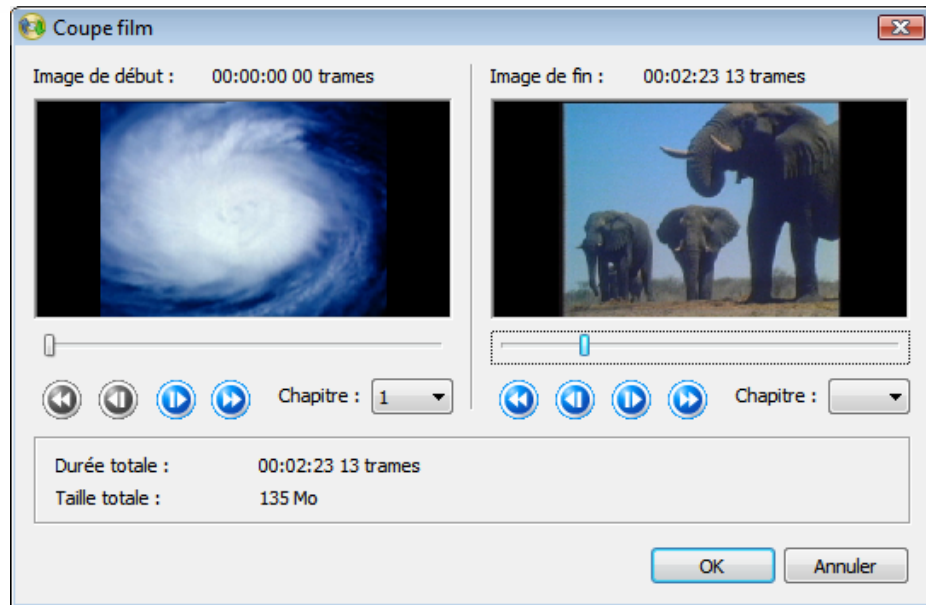 Coupe film
Image de début : 00:00:00 00 trames
Image de fin : 00:02:23 13 trames
Chapitre : 1
Chapitre :
Durée totale : 00:02:23 13 trames
Taille totale : 135 Mo
OK
Annuler